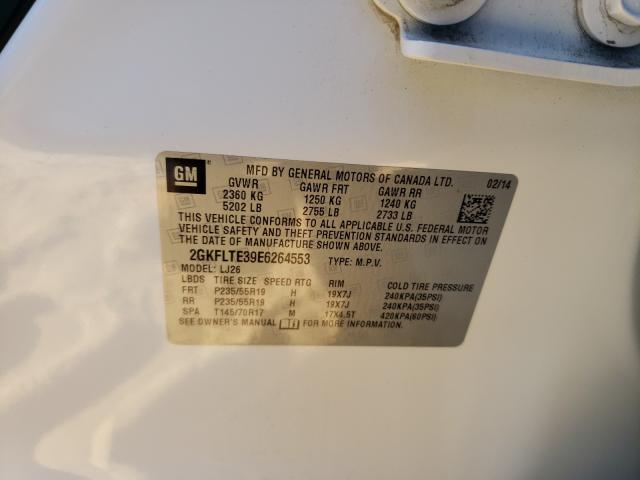 GM
MFD BY GENERAL MOTORS OF CANADA LTD.
02/14
GVWR GAWR FRT GAWR RR
2360 KG 1250 KG 1240 KG
5202 LB 2755 LB 2733 LB
THIS VEHICLE CONFORMS TO ALL APPLICABLE U.S. FEDERAL MOTOR
VEHICLE SAFETY AND THEFT PREVENTION STANDARDS IN EFFECT ON
THE DATE OF MANUFACTURE SHOWN ABOVE.
2GKFLTE39E6264553 TYPE: M.P.V.
MODEL: LJ26
LBDS TIRE SIZE SPEED RTG RIM COLD TIRE PRESSURE
FRT P235/55R19 H 19X7J 240KPA(35PSI)
RR P235/55R19 H 19X7J 240KPA(35PSI)
SPA T145/70R17 M 17X4.5T 420KPA(60PSI)
SEE OWNER'S MANUAL FOR MORE INFORMATION.